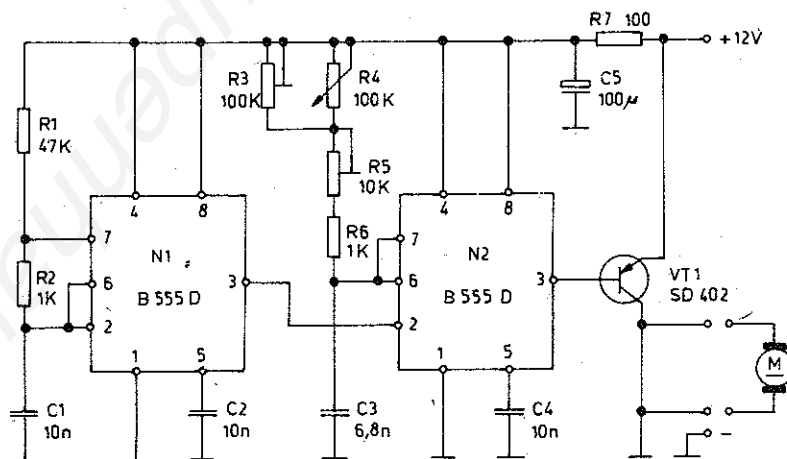 R7 100
+12V
C5
100µ
R3
100K
R4
100K
R1
47K
R5
10K
R6
1K
R2
1K
4
8
7
6
2
3
1
5
N1
B 555 D
4
8
7
6
2
3
1
5
N2
B 555 D
VT1
SD 402
M
C1
10n
C2
10n
C3
6,8n
C4
10n
-